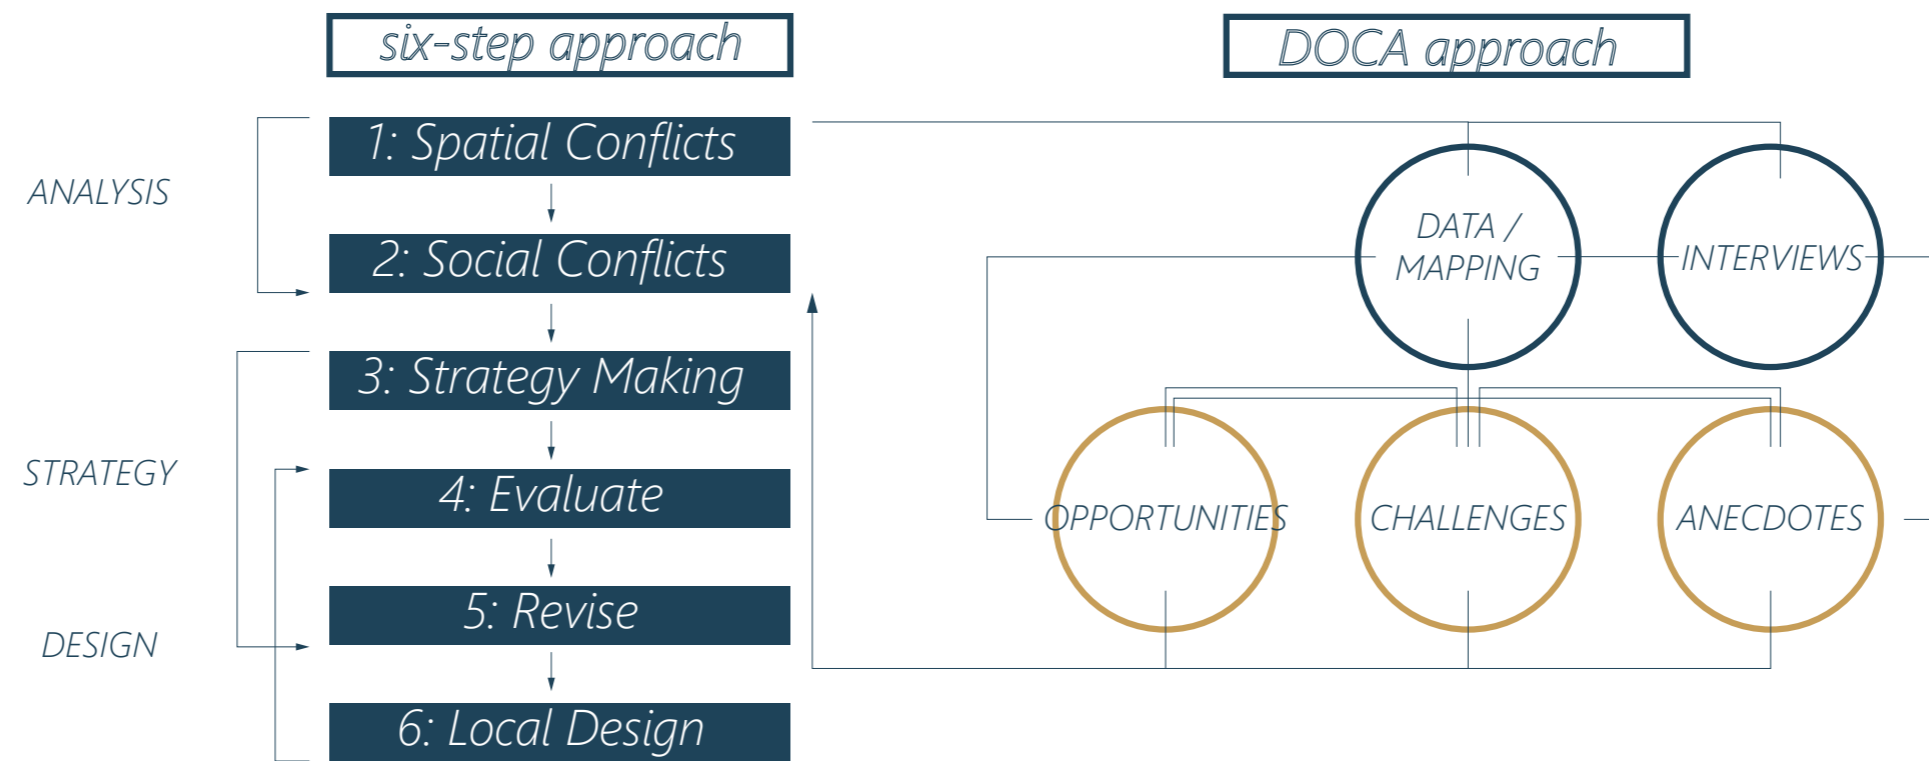 six-step approach
DOCA approach
ANALYSIS
STRATEGY
DESIGN
1: Spatial Conflicts
2: Social Conflicts
3: Strategy Making
4: Evaluate
5: Revise
6: Local Design
DATA /
MAPPING
INTERVIEWS
OPPORTUNITIES
CHALLENGES
ANECDOTES